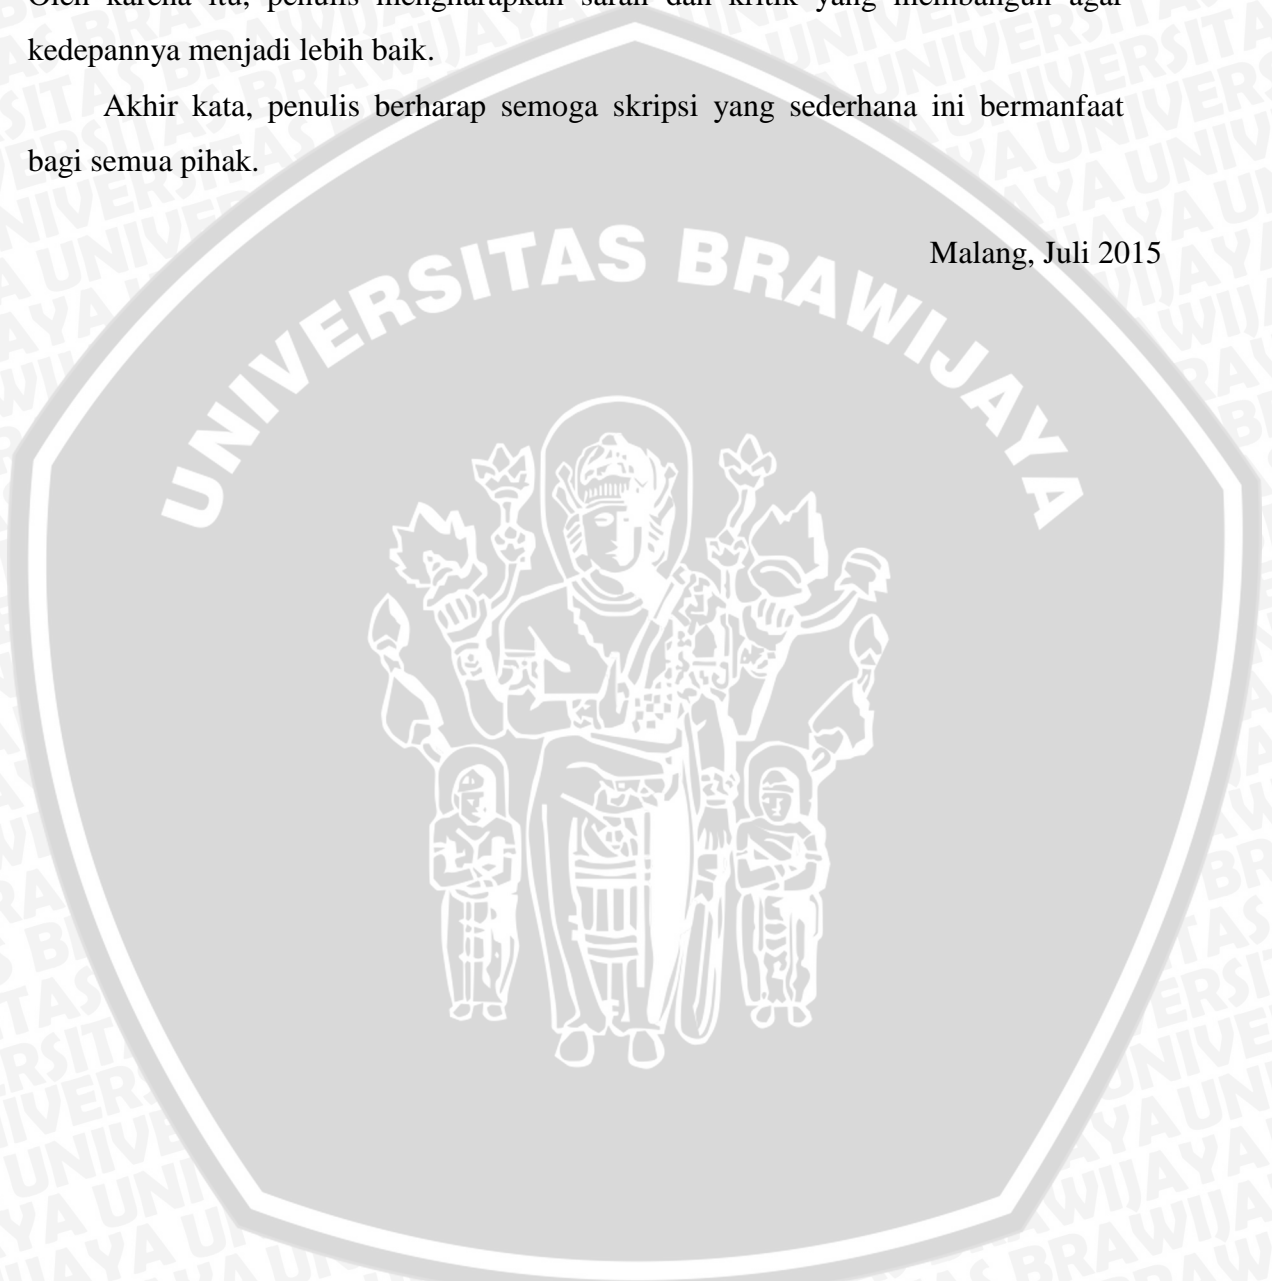 Oleh karena itu, penulis mengharapkan saran dan kritik yang membangun agar
kedepannya menjadi lebih baik.
Akhir kata, penulis berharap semoga skripsi yang sederhana ini bermanfaat
bagi semua pihak.
Malang, Juli 2015
UNIVERSITAS BRAWIJAYA